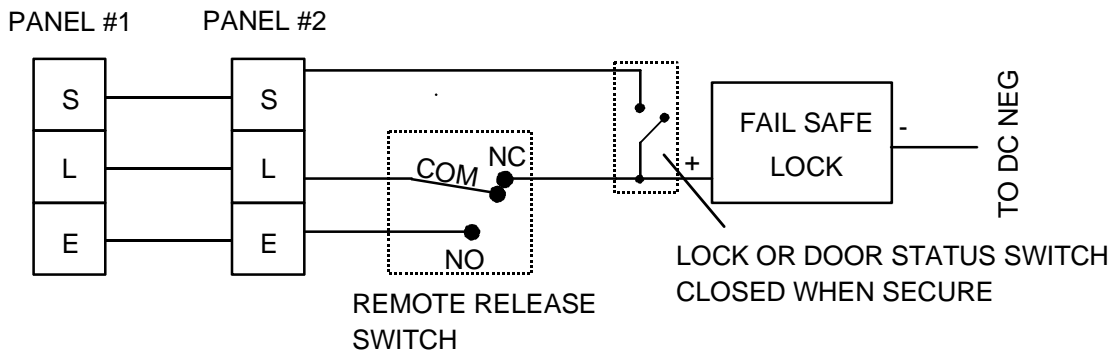 PANEL #1
PANEL #2
S
S
L
L
E
E
COM
NC
NO
REMOTE RELEASE
SWITCH
+
FAIL SAFE
LOCK
-
TO DC NEG
LOCK OR DOOR STATUS SWITCH
CLOSED WHEN SECURE